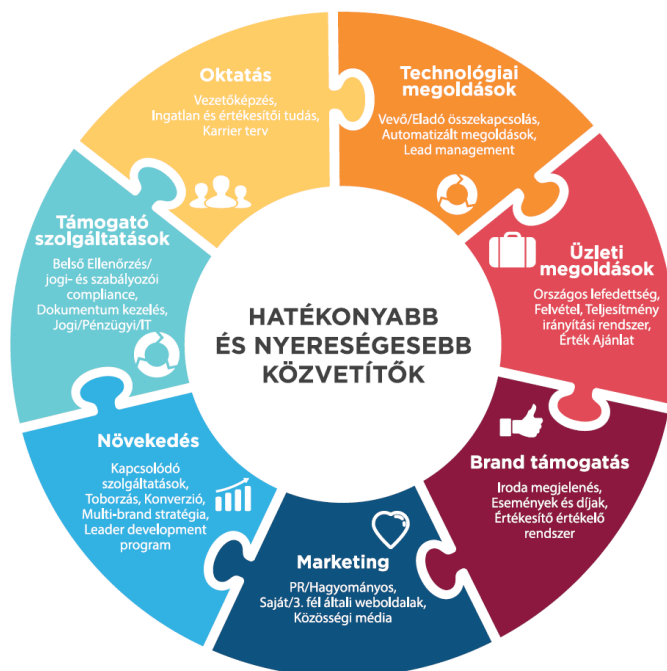 Oktatás
Vezetőképzés,
Ingatlan és értékesítői tudás,
Karrier terv
Technológiai
megoldások
Vevő/Eladó összekapcsolás,
Automatizált megoldások,
Lead management
Üzleti
megoldások
Országos lefedettség,
Felvétel, Teljesítmény
irányítási rendszer,
Érték Ajánlat
Brand támogatás
Iroda megjelenés,
Események és díjak,
Értékesítő értékelő
rendszer
Marketing
PR/Hagyományos,
Saját/3. fél általi weboldalak,
Közösségi média
Növekedés
Kapcsolódó
szolgáltatások,
Toborzás, Konverzió,
Multi-brand stratégia,
Leader development
program
Támogató
szolgáltatások
Belső Ellenőrzés/
jogi- és szabályozói
compliance,
Dokumentum kezelés,
Jogi/Pénzügyi/IT
HATÉKONYABB
ÉS NYERESÉGESEBB
KÖZVETÍTŐK